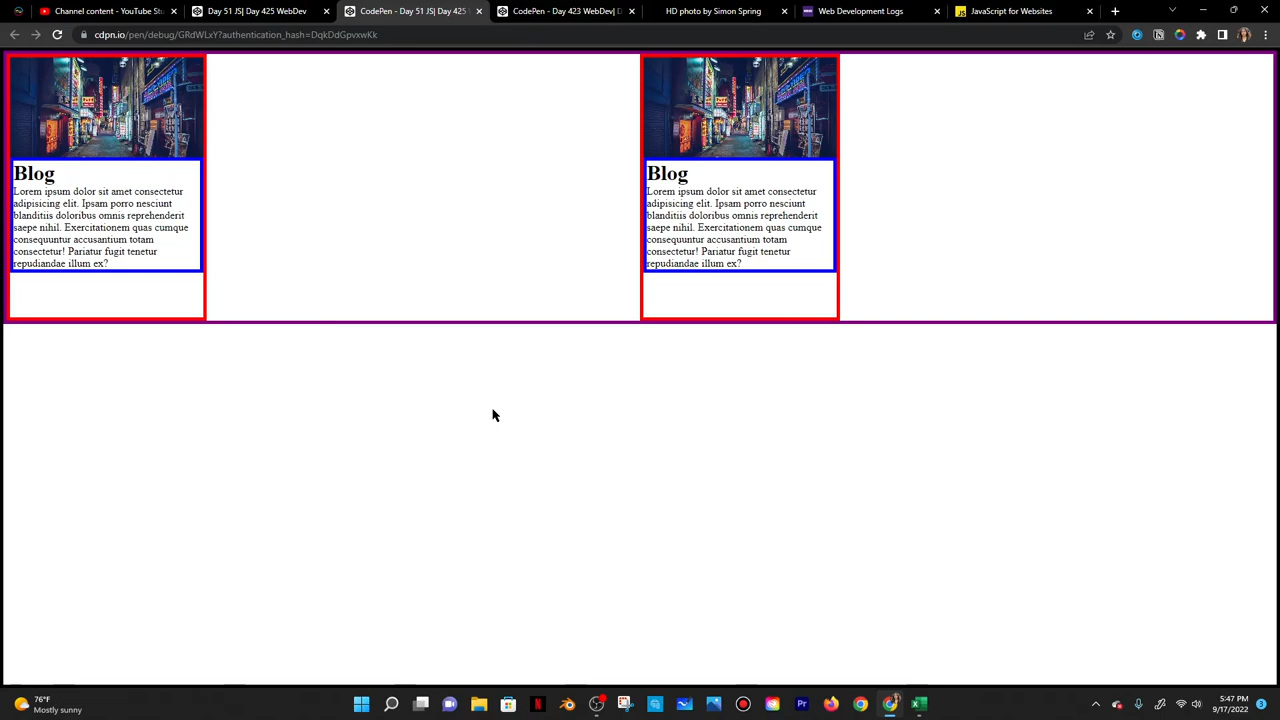 Channel content - YouTube Stu
Day 51 JS| Day 425 WebDev
CodePen - Day 51 JS| Day 425
CodePen - Day 423 WebDev| D
HD photo by Simon Spring
Web Development Logs
JavaScript for Websites
cdpn.io/pen/debug/GRdWLxY?authentication_hash=DqkDdGpvxwKk
Blog
Lorem ipsum dolor sit amet consectetur
adipisicing elit. Ipsam porro nesciunt
blanditiis doloribus omnis reprehenderit
saepe nihil. Exercitationem quas cumque
consequuntur accusantium totam
consectetur! Pariatur fugit tenetur
repudiandae illum ex?
Blog
Lorem ipsum dolor sit amet consectetur
adipisicing elit. Ipsam porro nesciunt
blanditiis doloribus omnis reprehenderit
saepe nihil. Exercitationem quas cumque
consequuntur accusantium totam
consectetur! Pariatur fugit tenetur
repudiandae illum ex?
76°F
Mostly sunny
5:47 PM
9/17/2022
3